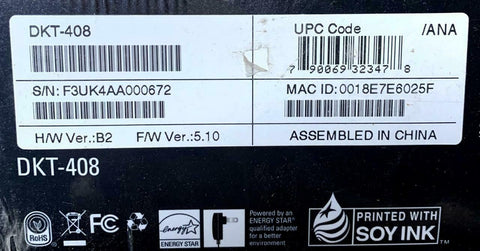 DKT-408
UPC Code /ANA
7 90069 32347 8
S/N: F3UK4AA000672
MAC ID: 0018E7E6025F
H/W Ver.: B2 F/W Ver.: 5.10
ASSEMBLED IN CHINA
DKT-408
RoHS
FC
energy
ENERGY STAR
Powered by an
ENERGY STAR®
qualified adapter
for a better
environment
PRINTED WITH
SOY INK™